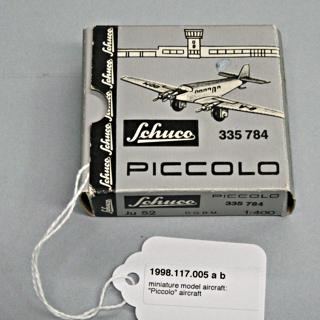 Schuco
Schuco
Schuco
Schuco
335 784
PICCOLO
Schuco
PICCOLO
335 784
Ju 52
D.G.B.M.
1:400
1998.117.005 a b
miniature model aircraft:
"Piccolo" aircraft